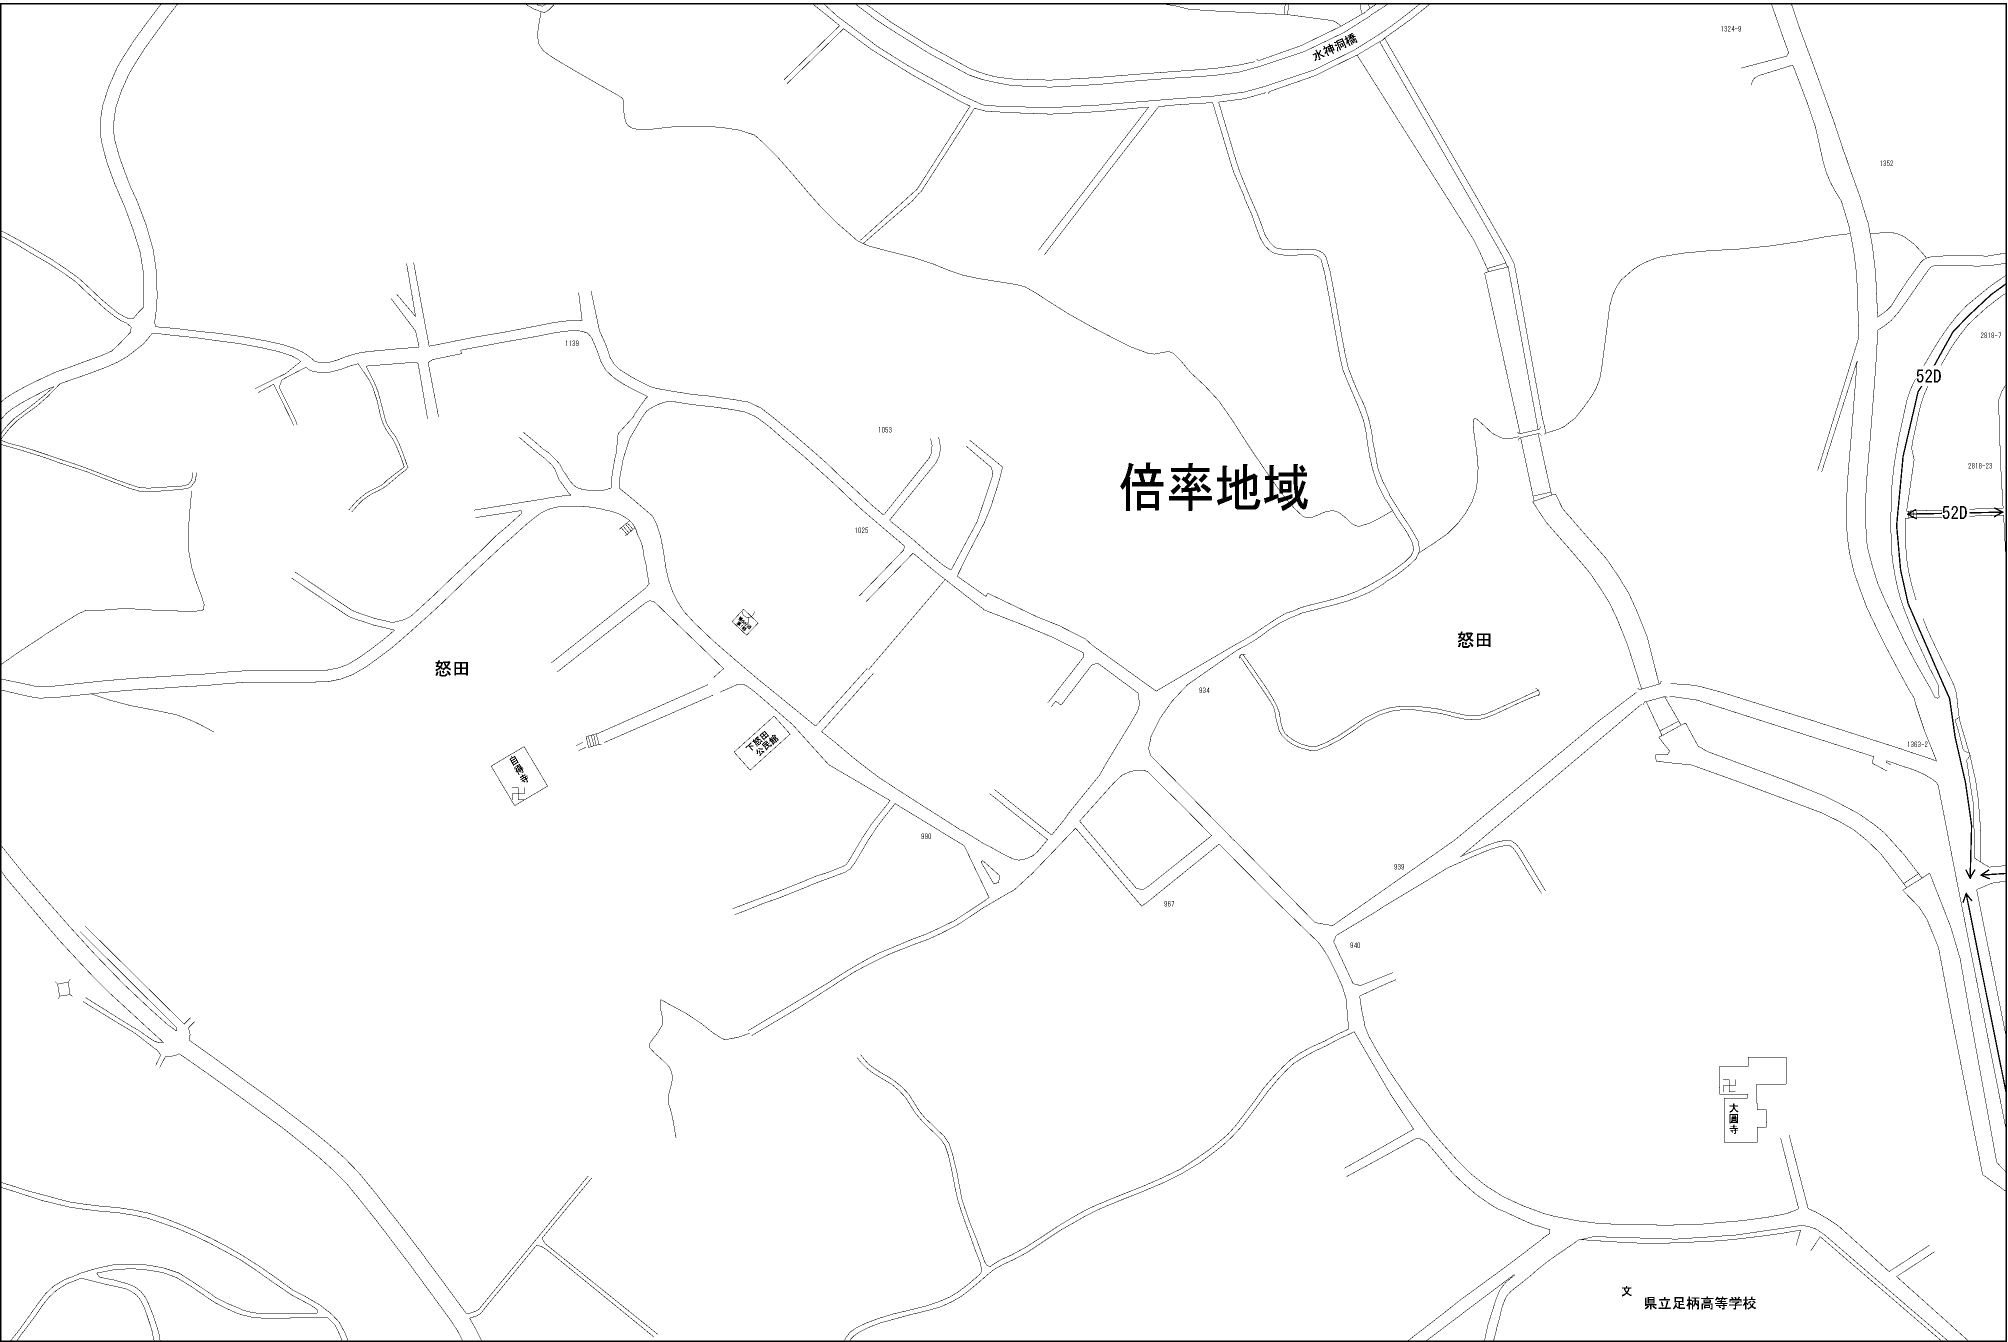 1324-9
水神洞橋
1352
2818-7
1139
52D
1053
2818-23
倍率地域
52D
1025
怒田
怒田
934
下怒田
公民館
1363-2
自得寺
990
939
967
940
大圓寺
文
県立足柄高等学校